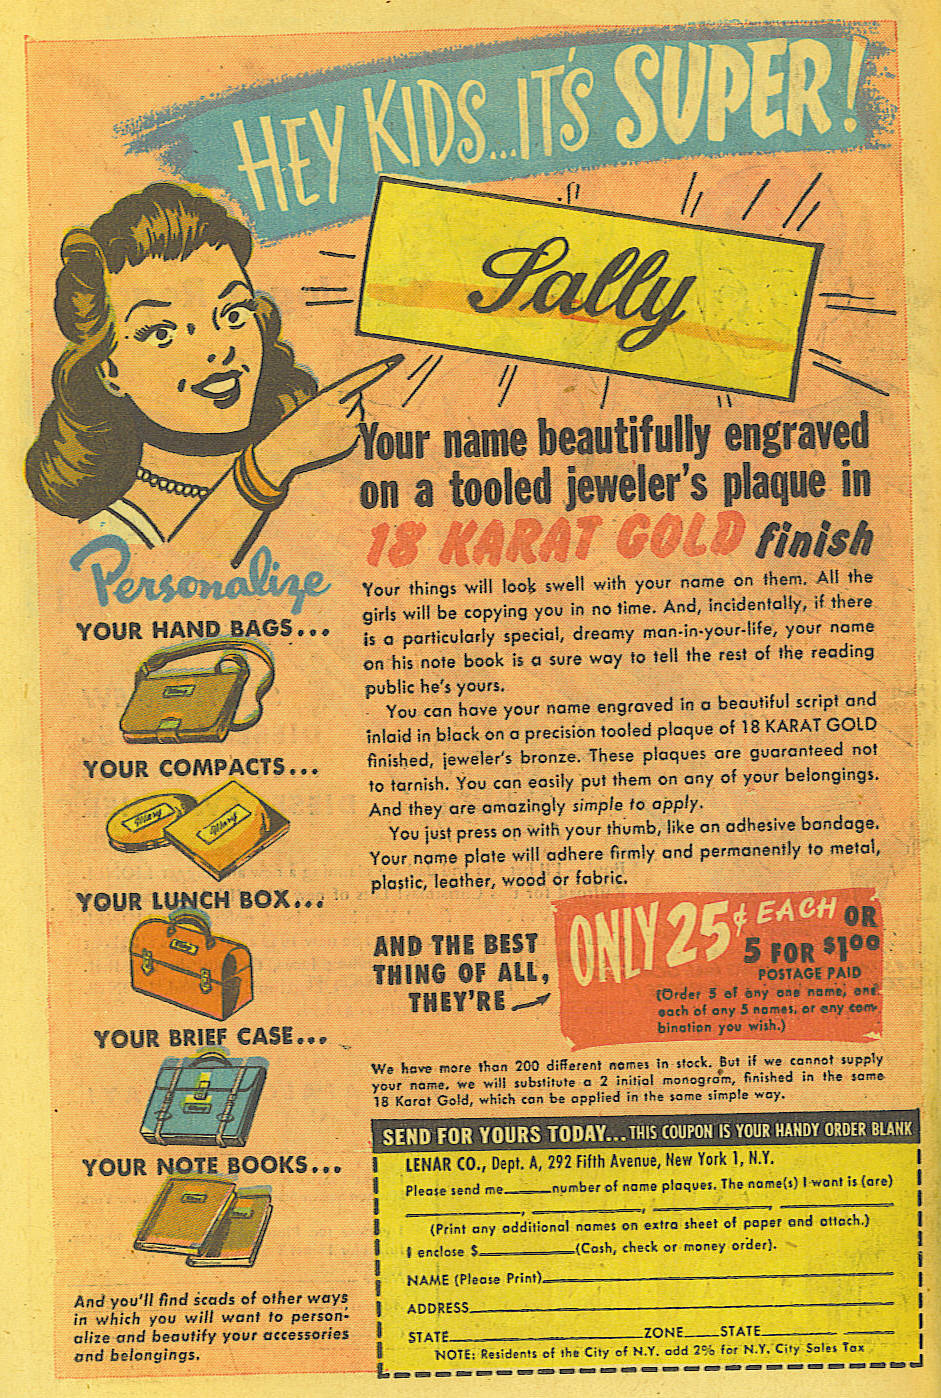 HEY KIDS...IT'S SUPER!
Sally
Your name beautifully engraved
on a tooled jeweler's plaque in
18 KARAT GOLD finish
Personalize
YOUR HAND BAGS...
Mary
YOUR COMPACTS...
Mary
Mary
YOUR LUNCH BOX...
Mary
YOUR BRIEF CASE...
Mary
YOUR NOTE BOOKS...
And you'll find scads of other ways
in which you will want to person-
alize and beautify your accessories
and belongings.
Your things will look swell with your name on them. All the
girls will be copying you in no time. And, incidentally, if there
is a particularly special, dreamy man-in-your-life, your name
on his note book is a sure way to tell the rest of the reading
public he's yours.
You can have your name engraved in a beautiful script and
inlaid in black on a precision tooled plaque of 18 KARAT GOLD
finished, jeweler's bronze. These plaques are guaranteed not
to tarnish. You can easily put them on any of your belongings.
And they are amazingly simple to apply.
You just press on with your thumb, like an adhesive bandage.
Your name plate will adhere firmly and permanently to metal,
plastic, leather, wood or fabric.
AND THE BEST
THING OF ALL,
THEY'RE
ONLY 25¢ EACH OR
5 FOR $1.00
POSTAGE PAID
(Order 5 of any one name, one
each of any 5 names, or any com-
bination you wish.)
We have more than 200 different names in stock. But if we cannot supply
your name, we will substitute a 2 initial monogram, finished in the same
18 Karat Gold, which can be applied in the same simple way.
SEND FOR YOURS TODAY...THIS COUPON IS YOUR HANDY ORDER BLANK
LENAR CO., Dept. A, 292 Fifth Avenue, New York 1, N.Y.
Please send me______number of name plaques. The name(s) I want is (are)
____________, ____________, ____________, ____________
(Print any additional names on extra sheet of paper and attach.)
I enclose $____________(Cash, check or money order).
NAME (Please Print)____________
ADDRESS____________
STATE____________ZONE____STATE____________
NOTE: Residents of the City of N.Y. add 2% for N.Y. City Sales Tax